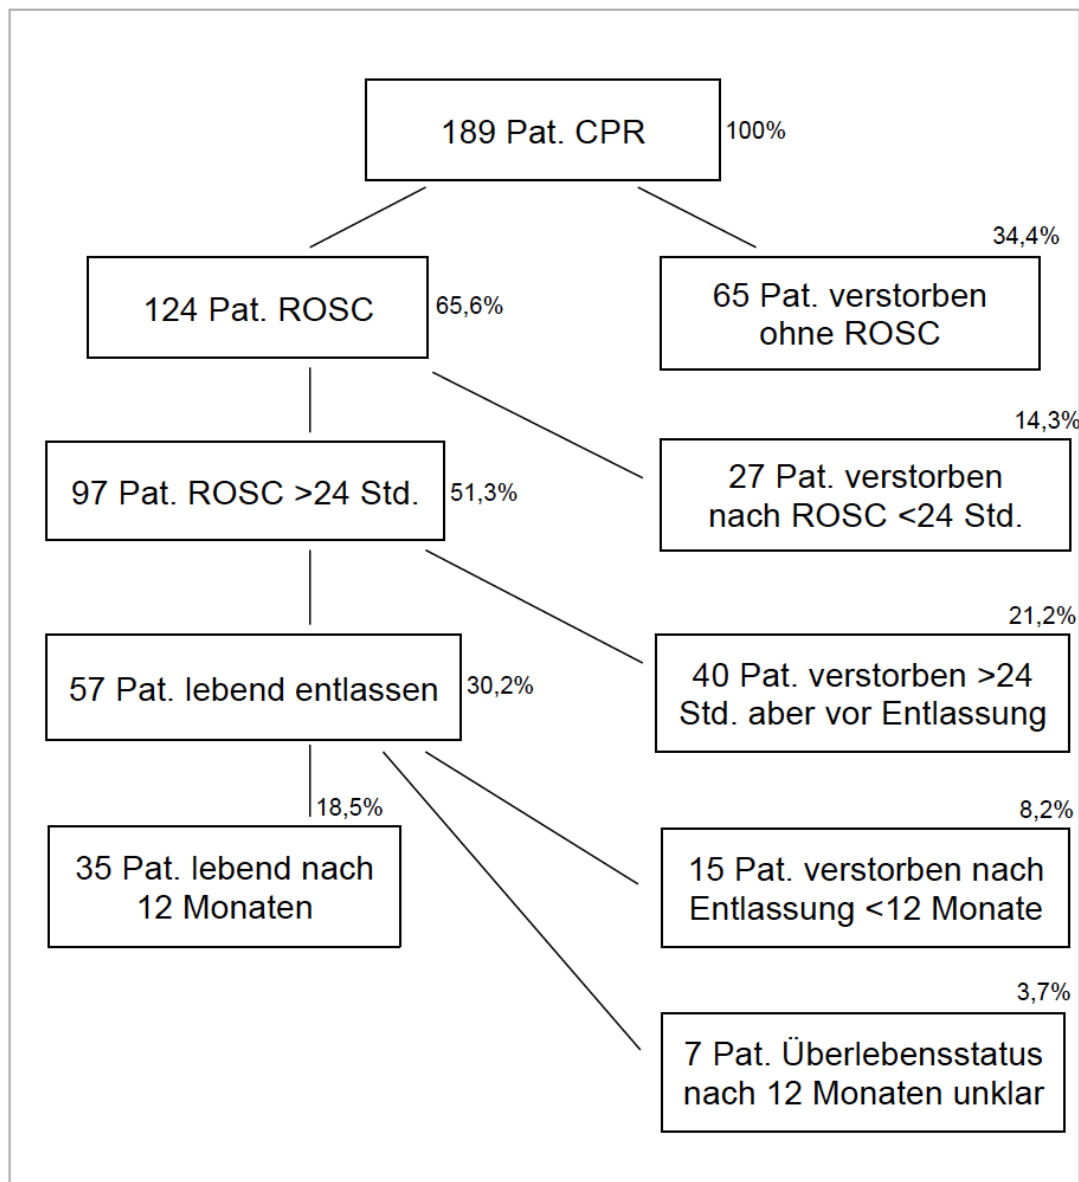 189 Pat. CPR
100%
124 Pat. ROSC
65,6%
34,4%
65 Pat. verstorben
ohne ROSC
97 Pat. ROSC >24 Std.
51,3%
14,3%
27 Pat. verstorben
nach ROSC <24 Std.
57 Pat. lebend entlassen
30,2%
21,2%
40 Pat. verstorben >24
Std. aber vor Entlassung
18,5%
35 Pat. lebend nach
12 Monaten
8,2%
15 Pat. verstorben nach
Entlassung <12 Monate
3,7%
7 Pat. Überlebensstatus
nach 12 Monaten unklar